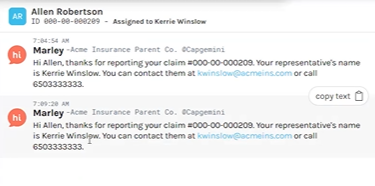 AR Allen Robertson
ID 000-00-000209 - Assigned to Kerrie Winslow
7:04:54 AM
hi Marley -Acme Insurance Parent Co. @Capgemini
Hi Allen, thanks for reporting your claim #000-00-000209. Your representative's name
is Kerrie Winslow. You can contact them at kwinslow@acmeins.com or call
6503333333.
copy text
7:09:20 AM
hi Marley -Acme Insurance Parent Co. @Capgemini
Hi Allen, thanks for reporting your claim #000-00-000209. Your representative's name
is Kerrie Winslow. You can contact them at kwinslow@acmeins.com or call
6503333333.